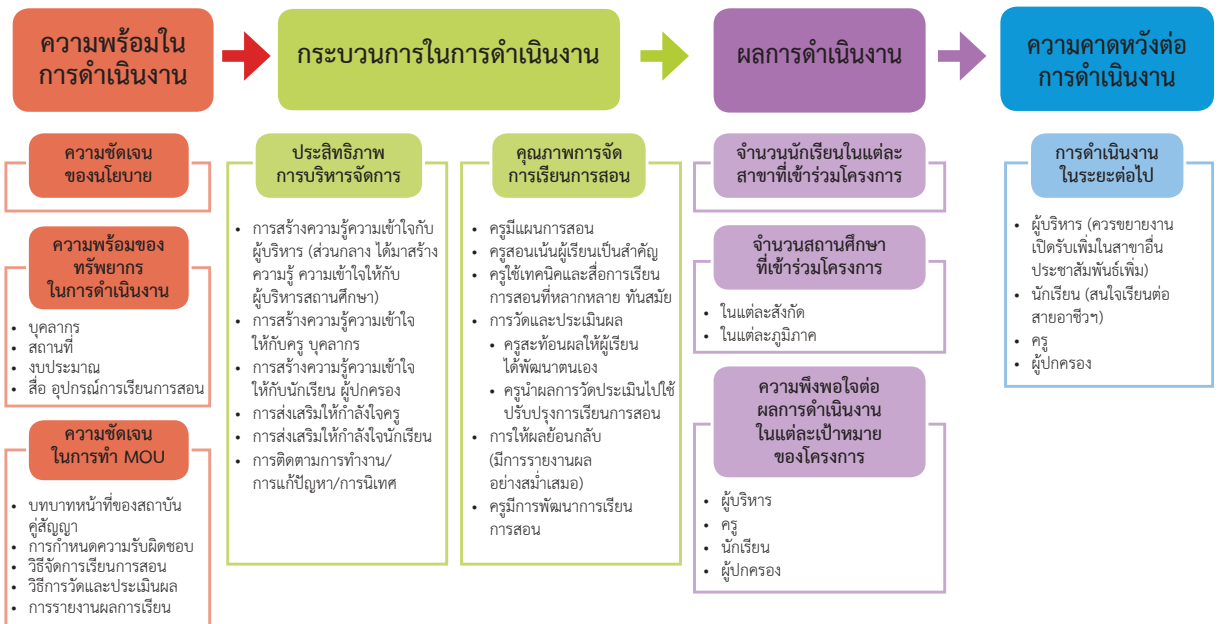 ความพร้อมใน
การดำเนินงาน
กระบวนการในการดำเนินงาน
ผลการดำเนินงาน
ความคาดหวังต่อ
การดำเนินงาน
ความชัดเจน
ของนโยบาย
ความพร้อมของ
ทรัพยากร
ในการดำเนินงาน
• บุคลากร
• สถานที่
• งบประมาณ
• สื่อ อุปกรณ์การเรียนการสอน
ความชัดเจน
ในการทำ MOU
• บทบาทหน้าที่ของสถาบัน
คู่สัญญา
• การกำหนดความรับผิดชอบ
• วิธีจัดการเรียนการสอน
• วิธีการวัดและประเมินผล
• การรายงานผลการเรียน
ประสิทธิภาพ
การบริหารจัดการ
• การสร้างความรู้ความเข้าใจกับ
ผู้บริหาร (ส่วนกลาง ได้มาสร้าง
ความรู้ ความเข้าใจให้กับ
ผู้บริหารสถานศึกษา)
• การสร้างความรู้ความเข้าใจ
ให้กับครู บุคลากร
• การสร้างความรู้ความเข้าใจ
ให้กับนักเรียน ผู้ปกครอง
• การส่งเสริมให้กำลังใจครู
• การส่งเสริมให้กำลังใจนักเรียน
• การติดตามการทำงาน/
การแก้ปัญหา/การนิเทศ
คุณภาพการจัด
การเรียนการสอน
• ครูมีแผนการสอน
• ครูสอนเน้นผู้เรียนเป็นสำคัญ
• ครูใช้เทคนิคและสื่อการเรียน
การสอนที่หลากหลาย ทันสมัย
• การวัดและประเมินผล
• ครูสะท้อนผลให้ผู้เรียน
ได้พัฒนาตนเอง
• ครูนำผลการวัดประเมินไปใช้
ปรับปรุงการเรียนการสอน
• การให้ผลย้อนกลับ
(มีการรายงานผล
อย่างสม่ำเสมอ)
• ครูมีการพัฒนาการเรียน
การสอน
จำนวนนักเรียนในแต่ละ
สาขาที่เข้าร่วมโครงการ
จำนวนสถานศึกษา
ที่เข้าร่วมโครงการ
• ในแต่ละสังกัด
• ในแต่ละภูมิภาค
ความพึงพอใจต่อ
ผลการดำเนินงาน
ในแต่ละเป้าหมาย
ของโครงการ
• ผู้บริหาร
• ครู
• นักเรียน
• ผู้ปกครอง
การดำเนินงาน
ในระยะต่อไป
• ผู้บริหาร (ควรขยายงาน
เปิดรับเพิ่มในสาขาอื่น
ประชาสัมพันธ์เพิ่ม)
• นักเรียน (สนใจเรียนต่อ
สายอาชีวฯ)
• ครู
• ผู้ปกครอง